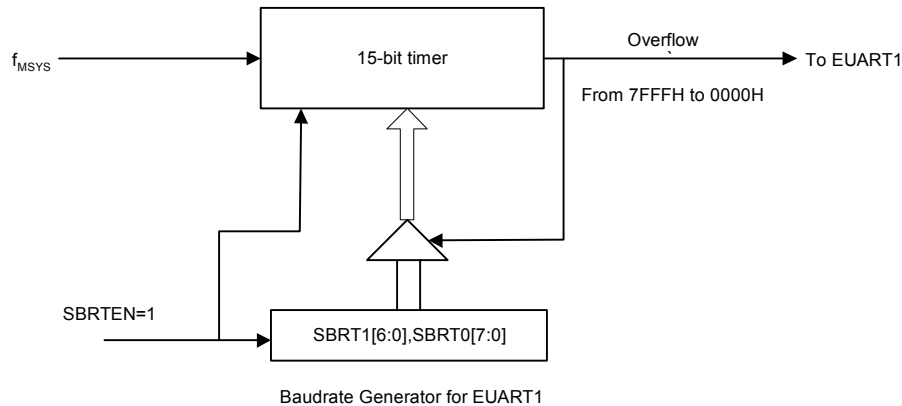 15-bit timer
Overflow
f_MSYS
To EUART1
From 7FFFH to 0000H
SBRTEN=1
SBRT1[6:0],SBRT0[7:0]
Baudrate Generator for EUART1